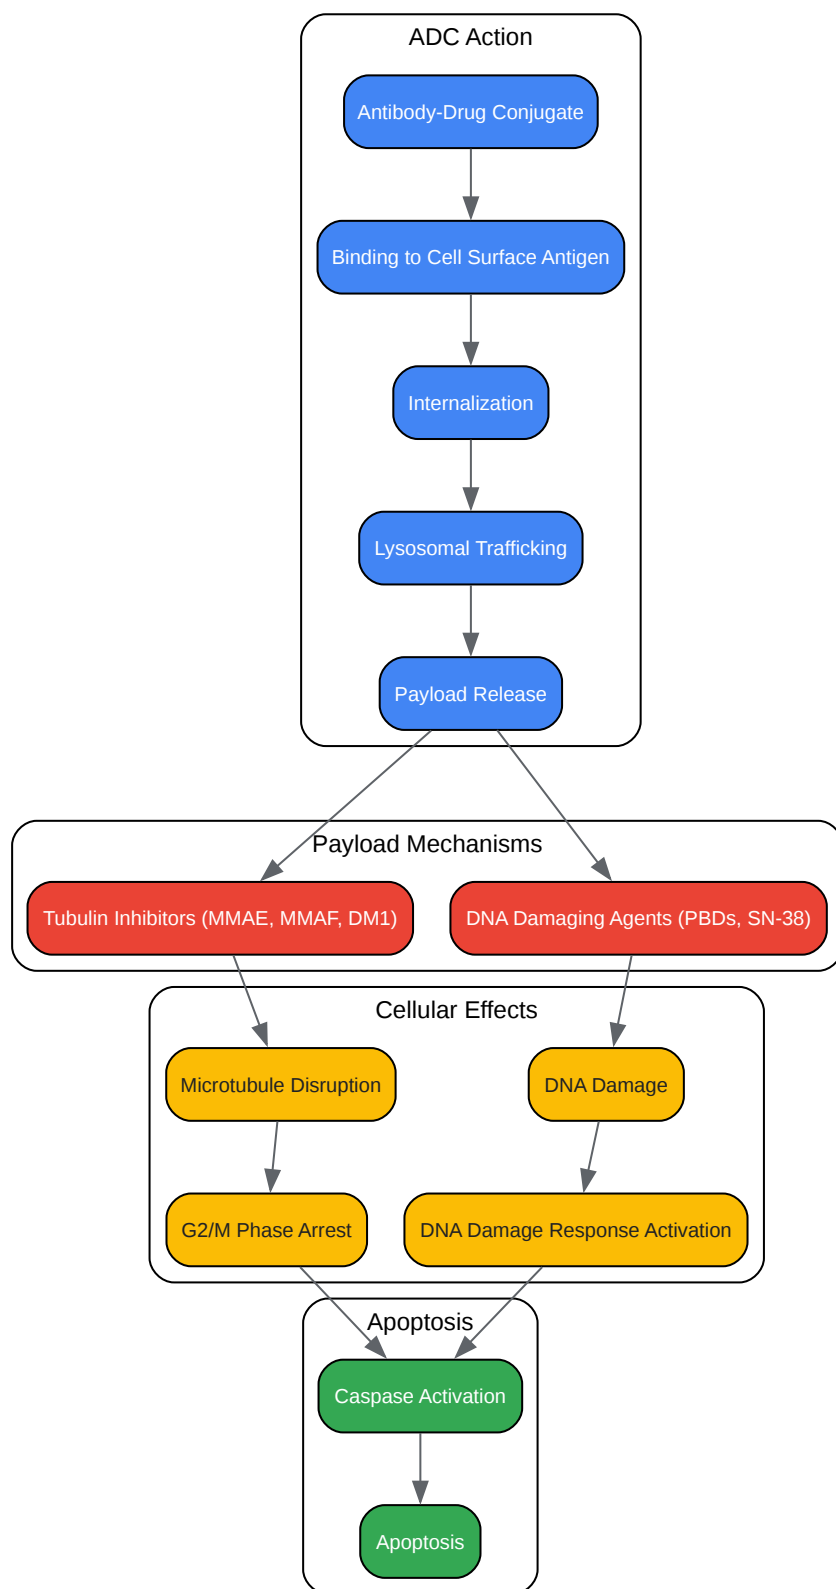 ADC Action
Antibody-Drug Conjugate
Binding to Cell Surface Antigen
Internalization
Lysosomal Trafficking
Payload Release
Payload Mechanisms
Tubulin Inhibitors (MMAE, MMAF, DM1)
DNA Damaging Agents (PBDs, SN-38)
Cellular Effects
Microtubule Disruption
DNA Damage
G2/M Phase Arrest
DNA Damage Response Activation
Apoptosis
Caspase Activation
Apoptosis